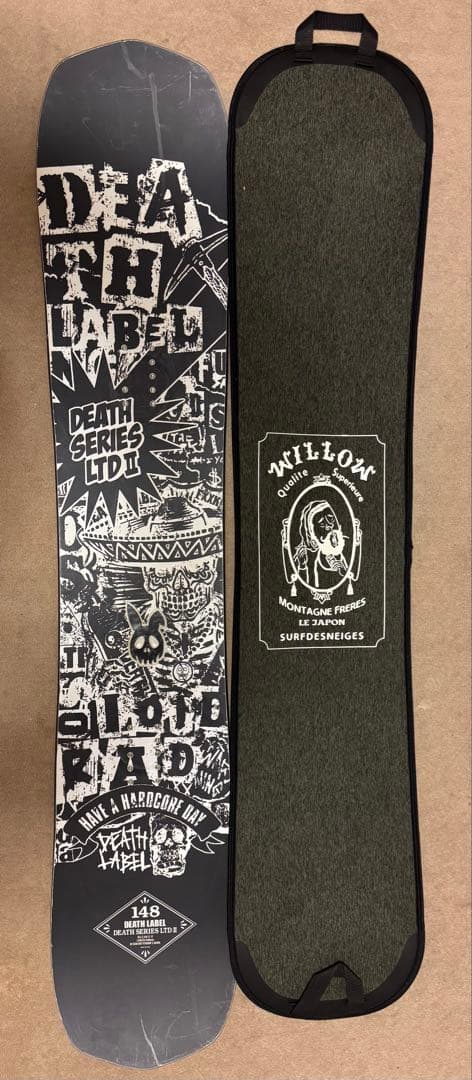 DEA
TH
LABEL
DEATH
SERIES
LTD II
RAD
HAVE A HARDCORE DAY
DEATH
LABEL
148
DEATH LABEL
DEATH SERIES LTD II
WILLOW
Qualite Superieure
MONTAGNE FRERES
LE JAPON
SURFDESNEIGES